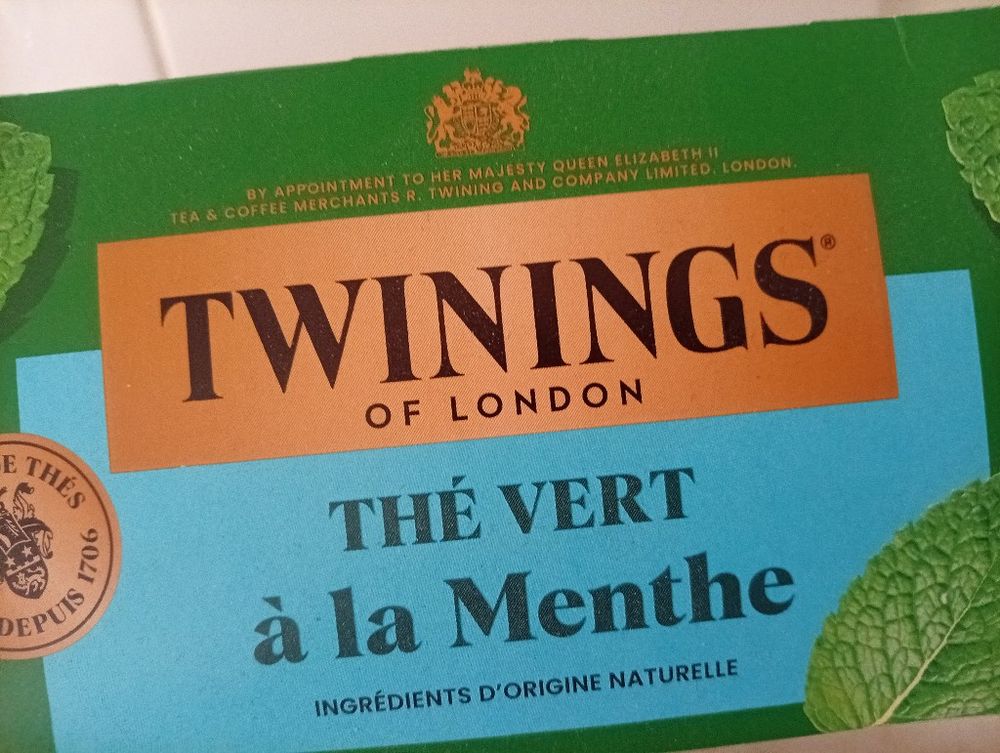 BY APPOINTMENT TO HER MAJESTY QUEEN ELIZABETH II
TEA & COFFEE MERCHANTS R. TWINING AND COMPANY LIMITED. LONDON.
TWININGS®
OF LONDON
THÉ VERT
à la Menthe
INGRÉDIENTS D'ORIGINE NATURELLE
THÉS
DEPUIS 1706